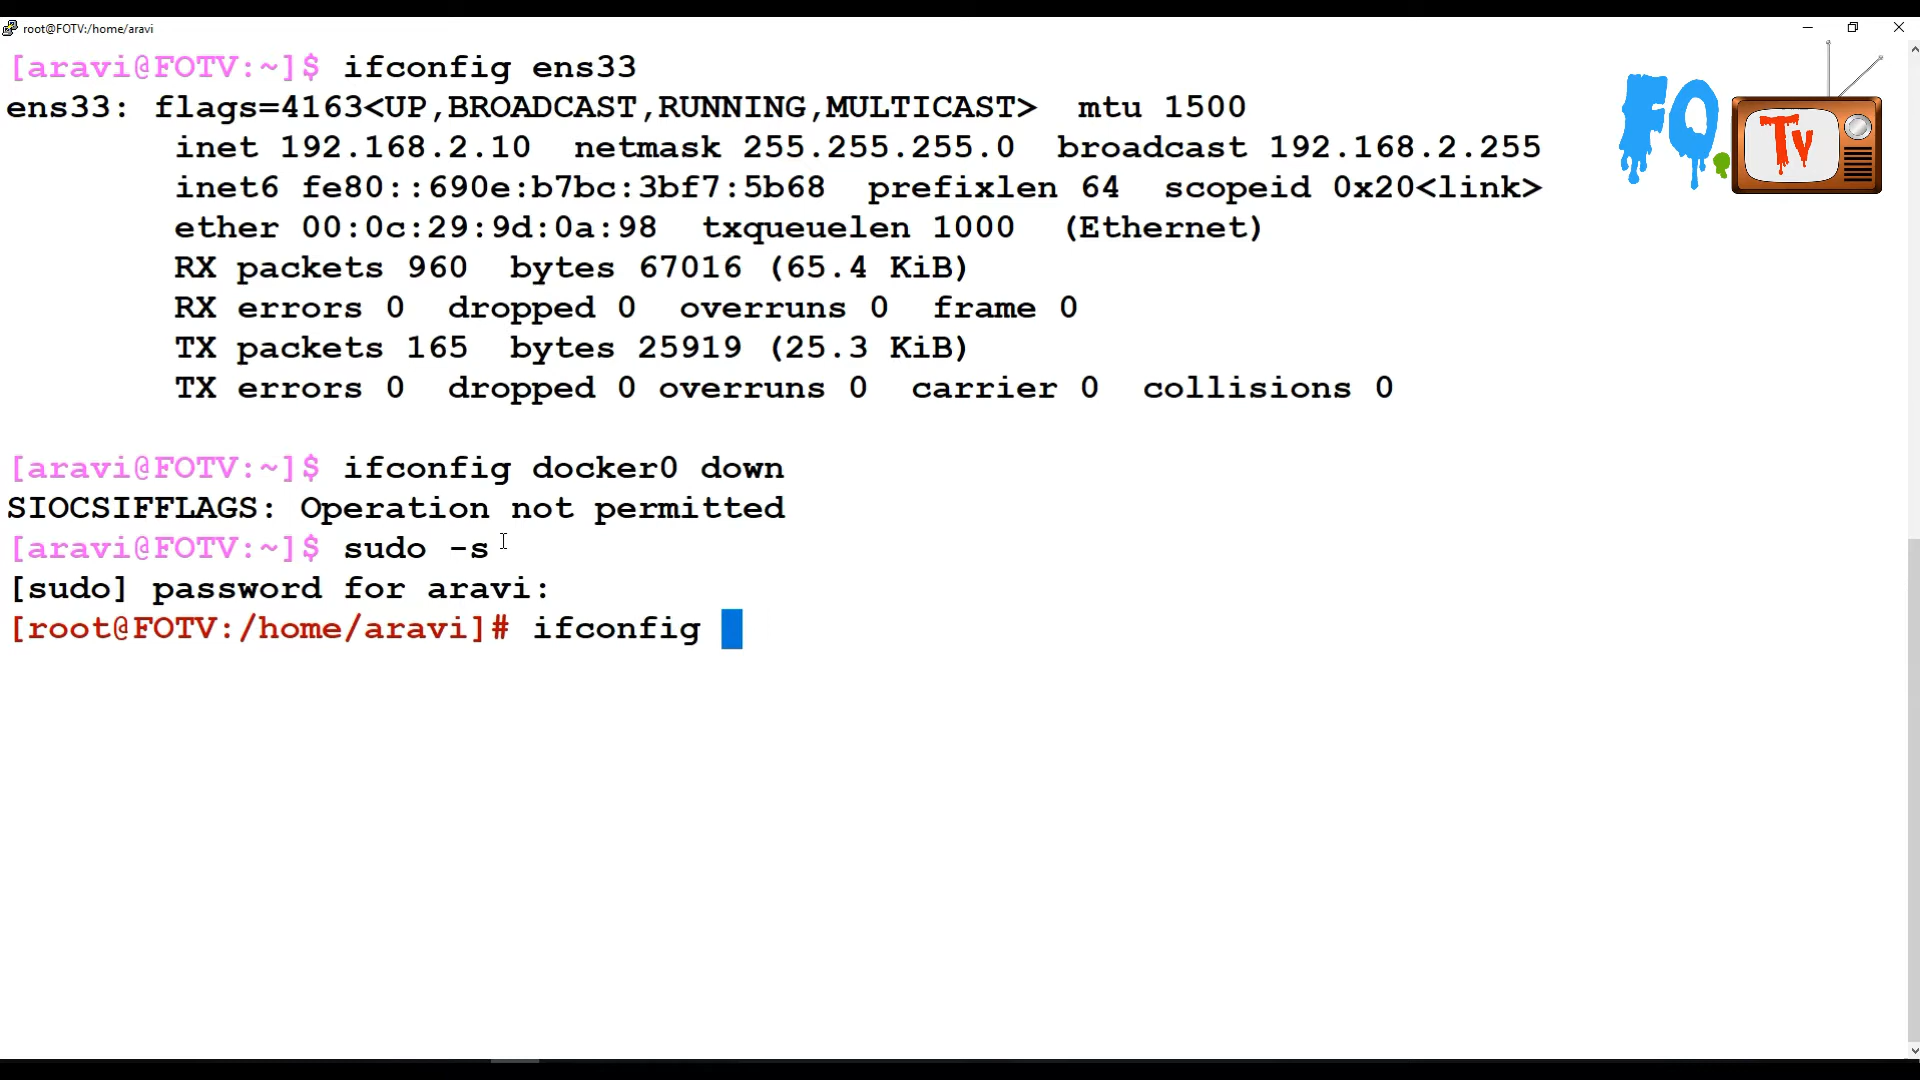 root@FOTV:/home/aravi
[aravi@FOTV:~]$ ifconfig ens33
ens33: flags=4163<UP,BROADCAST,RUNNING,MULTICAST>  mtu 1500
        inet 192.168.2.10  netmask 255.255.255.0  broadcast 192.168.2.255
        inet6 fe80::690e:b7bc:3bf7:5b68  prefixlen 64  scopeid 0x20<link>
        ether 00:0c:29:9d:0a:98  txqueuelen 1000  (Ethernet)
        RX packets 960  bytes 67016 (65.4 KiB)
        RX errors 0  dropped 0  overruns 0  frame 0
        TX packets 165  bytes 25919 (25.3 KiB)
        TX errors 0  dropped 0 overruns 0  carrier 0  collisions 0
[aravi@FOTV:~]$ ifconfig docker0 down
SIOCSIFFLAGS: Operation not permitted
[aravi@FOTV:~]$ sudo -s
[sudo] password for aravi:
[root@FOTV:/home/aravi]# ifconfig
FO. Tv